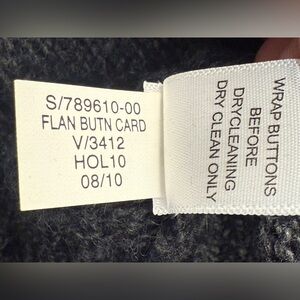 S/789610-00
FLAN BUTN CARD
V/3412
HOL10
08/10
WRAP BUTTONS
BEFORE
DRYCLEANING
DRY CLEAN ONLY